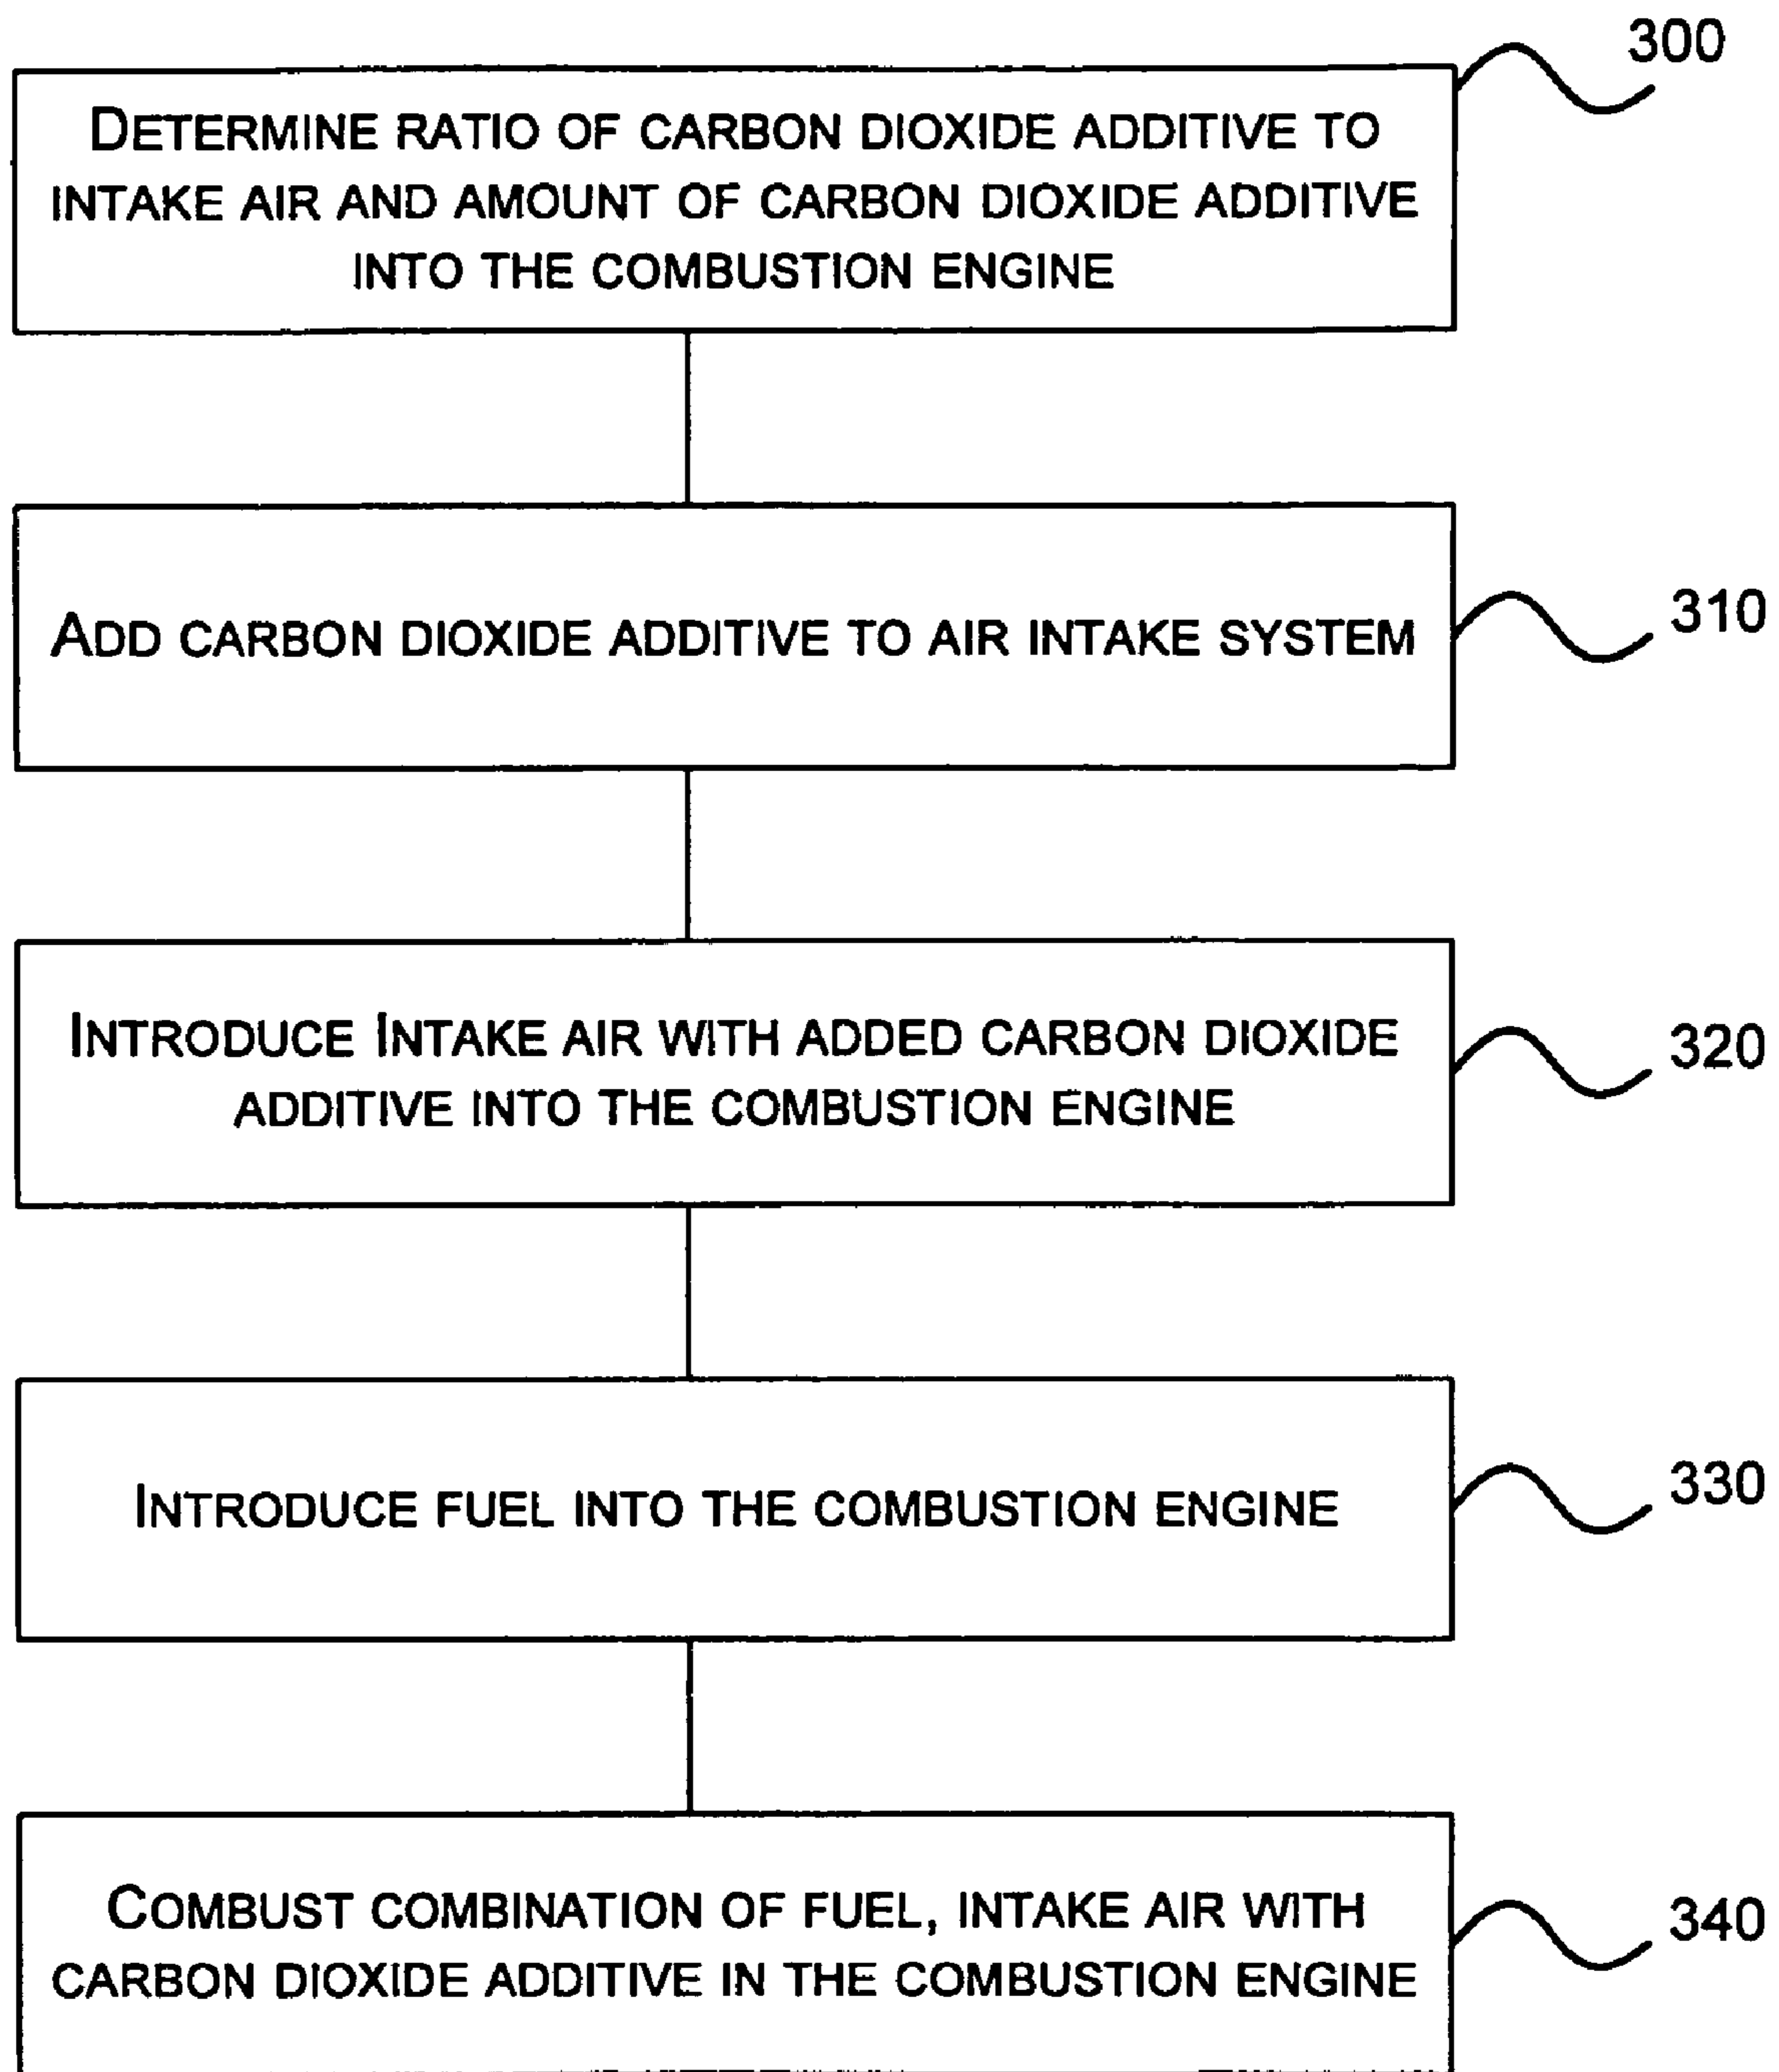 300
DETERMINE RATIO OF CARBON DIOXIDE ADDITIVE TO
INTAKE AIR AND AMOUNT OF CARBON DIOXIDE ADDITIVE
INTO THE COMBUSTION ENGINE
310
ADD CARBON DIOXIDE ADDITIVE TO AIR INTAKE SYSTEM
320
INTRODUCE INTAKE AIR WITH ADDED CARBON DIOXIDE
ADDITIVE INTO THE COMBUSTION ENGINE
330
INTRODUCE FUEL INTO THE COMBUSTION ENGINE
340
COMBUST COMBINATION OF FUEL, INTAKE AIR WITH
CARBON DIOXIDE ADDITIVE IN THE COMBUSTION ENGINE